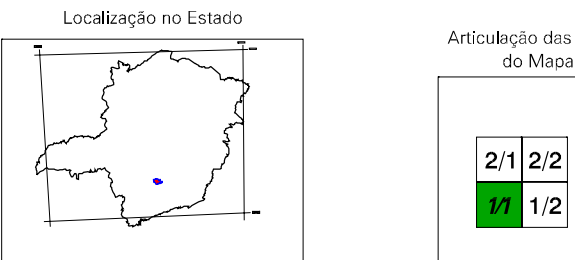 Localização no Estado
Articulação das
do Mapa
2/1 2/2
1/1 1/2